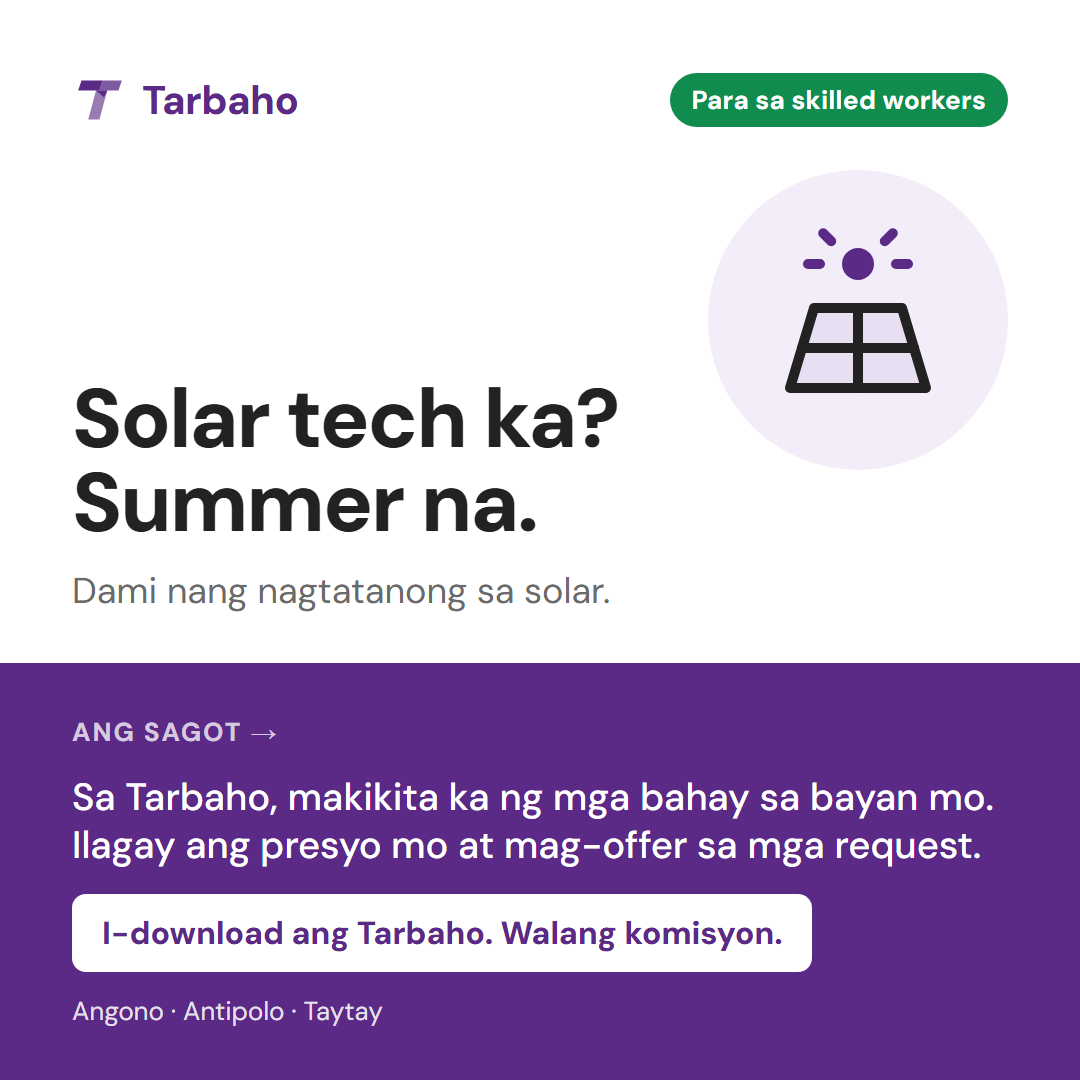 Tarbaho
Para sa skilled workers
Solar tech ka?
Summer na.
Dami nang nagtatanong sa solar.
ANG SAGOT →
Sa Tarbaho, makikita ka ng mga bahay sa bayan mo.
Ilagay ang presyo mo at mag-offer sa mga request.
I-download ang Tarbaho. Walang komisyon.
Angono · Antipolo · Taytay